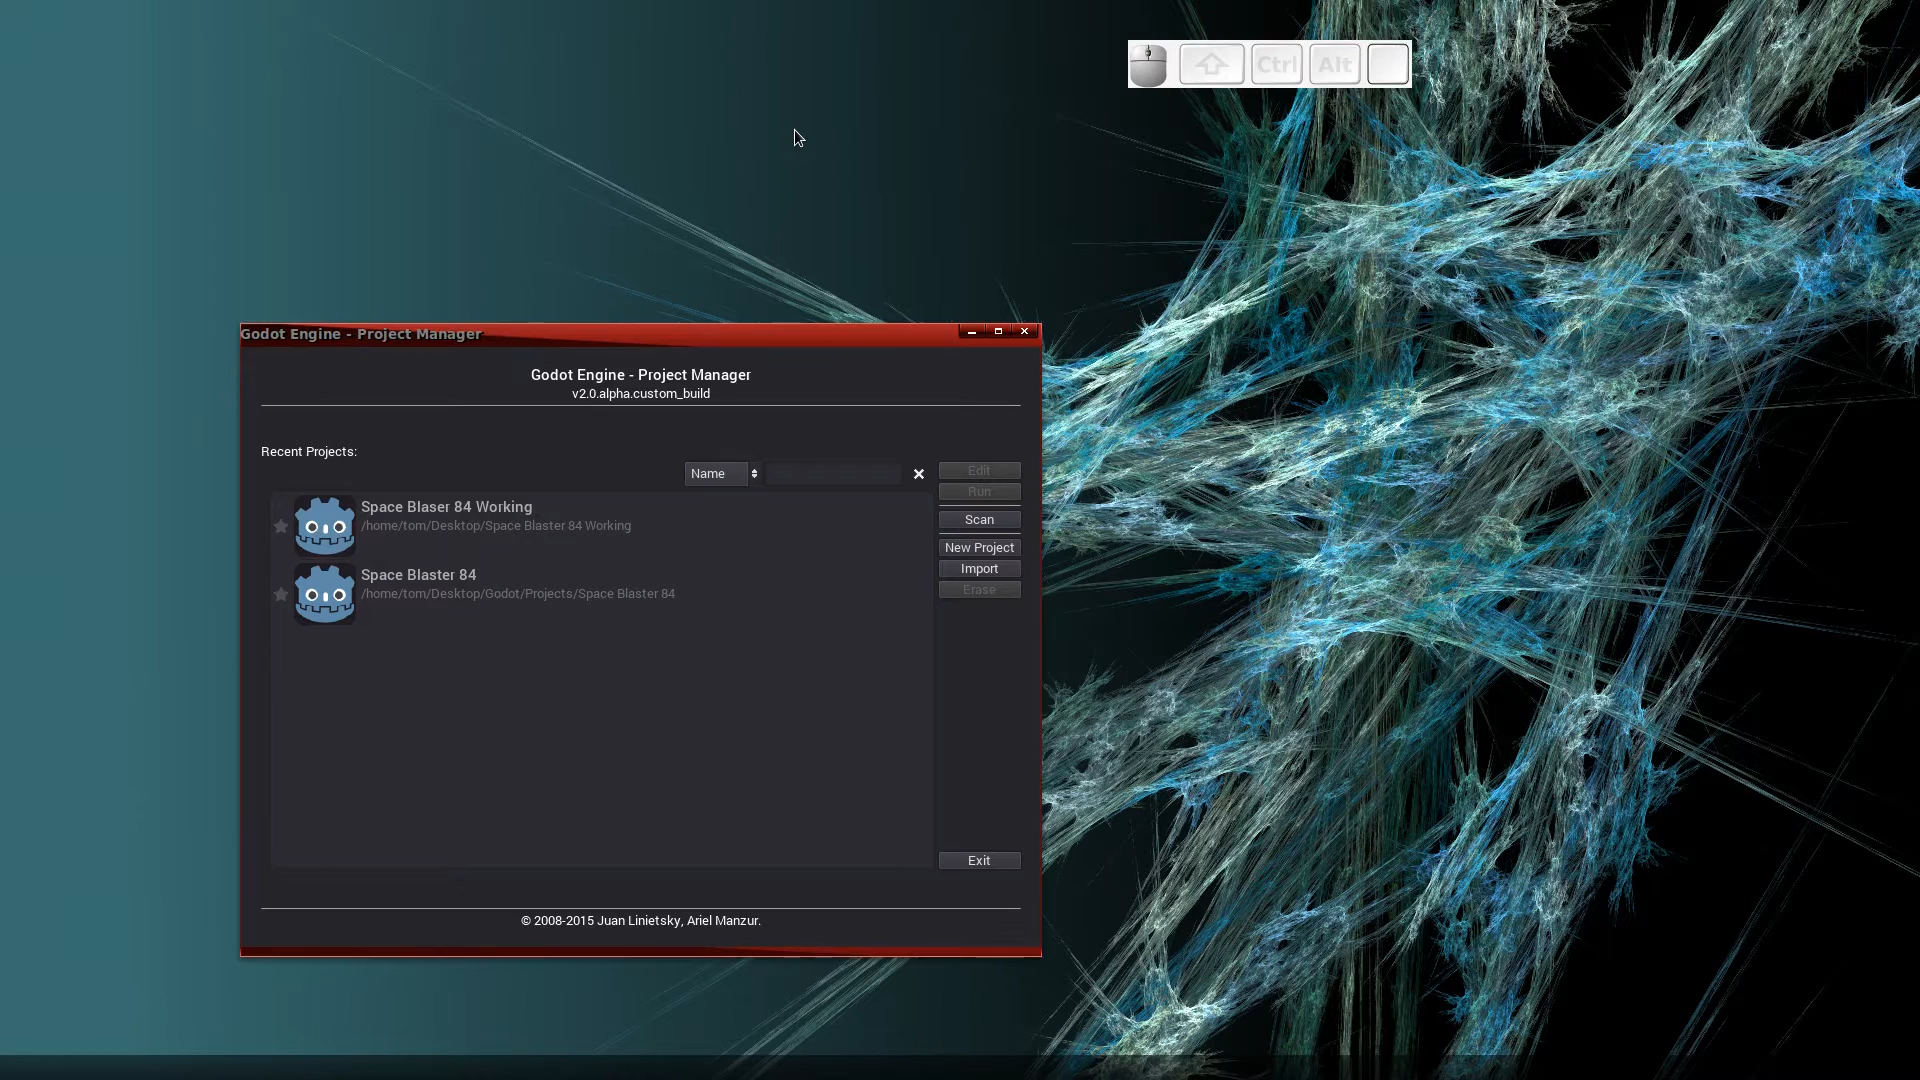 Ctrl Alt
Godot Engine - Project Manager
Godot Engine - Project Manager
v2.0.alpha.custom_build
Recent Projects:
Name
Edit
Run
Space Blaser 84 Working
/home/tom/Desktop/Space Blaster 84 Working
Scan
New Project
Import
Erase
Space Blaster 84
/home/tom/Desktop/Godot/Projects/Space Blaster 84
Exit
© 2008-2015 Juan Linietsky, Ariel Manzur.